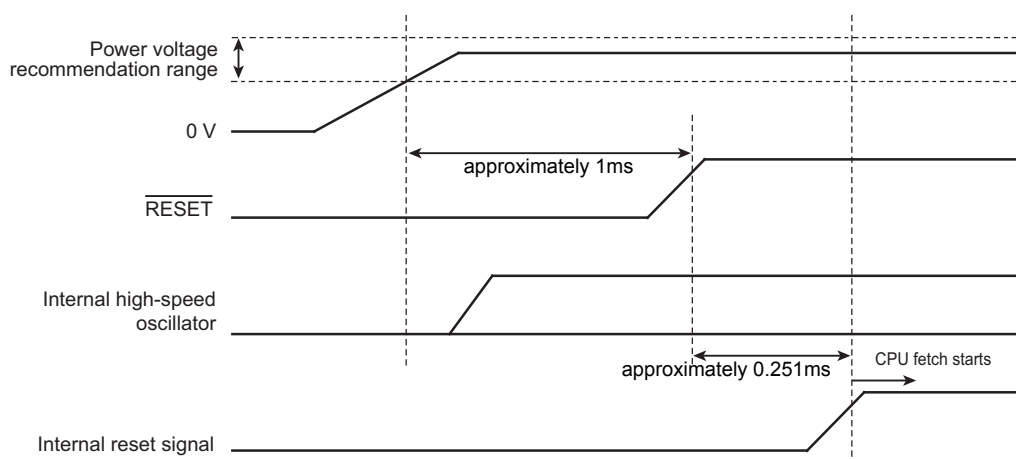 Power voltage
recommendation range
0 V
approximately 1ms
RESET
Internal high-speed
oscillator
approximately 0.251ms
CPU fetch starts
Internal reset signal